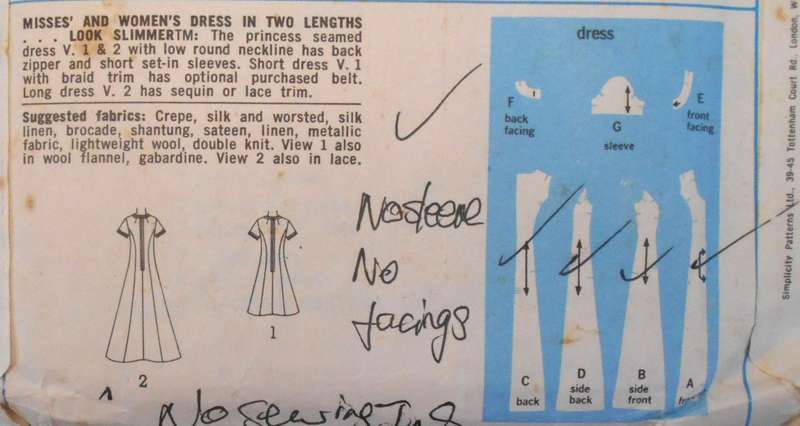 MISSES' AND WOMEN'S DRESS IN TWO LENGTHS
. . . LOOK SLIMMERTM: The princess seamed
dress V. 1 & 2 with low round neckline has back
zipper and short set-in sleeves. Short dress V. 1
with braid trim has optional purchased belt.
Long dress V. 2 has sequin or lace trim.
Suggested fabrics: Crepe, silk and worsted, silk
linen, brocade, shantung, sateen, linen, metallic
fabric, lightweight wool, double knit. View 1 also
in wool flannel, gabardine. View 2 also in lace.
2
1
No
No
facings
No sewing
dress
F
back
facing
G
sleeve
E
front
facing
C
back
D
side
back
B
side
front
A
Simplicity Patterns Ltd., 39-45 Tottenham Court Rd., London, W